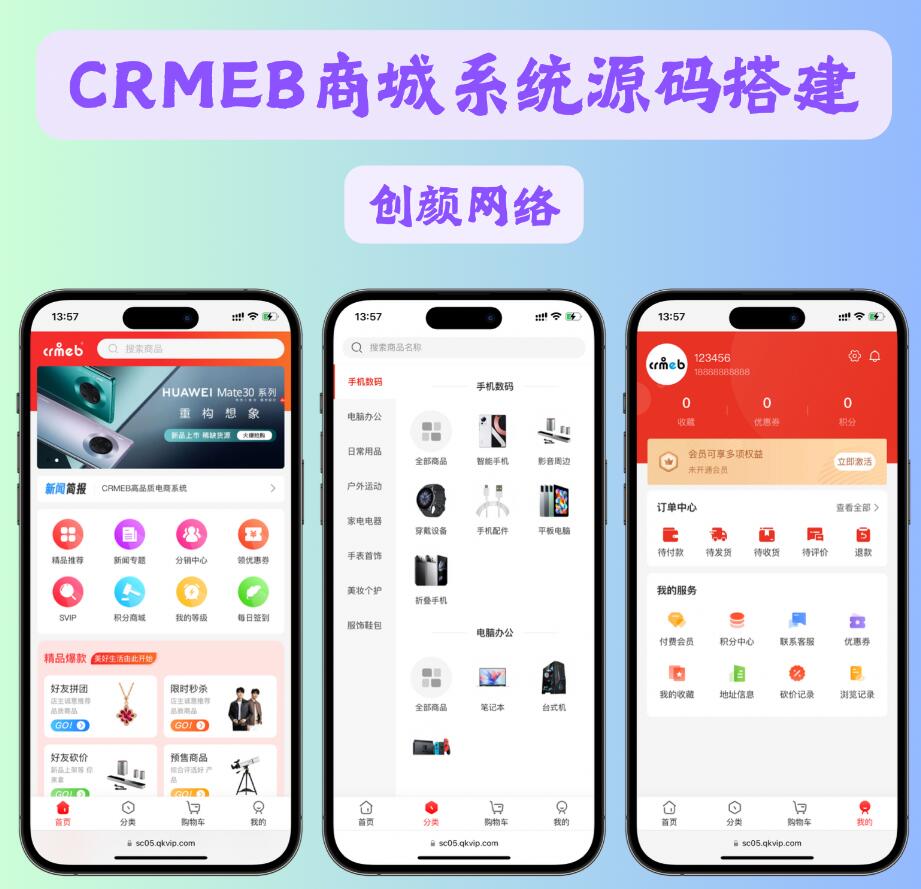 CRMEB商城系统源码搭建
创颜网络
13:57
crmeb
搜索商品
HUAWEI Mate30 系列
重 构 想 象
新品上市 稀缺货源 火爆抢购
新闻简报 CRMEB高品质电商系统
精品推荐 新闻专题 分销中心 领优惠券
SVIP 积分商城 我的等级 每日签到
精品爆款 美好生活由此开始
好友拼团 限时秒杀
店主诚意推荐 店主诚意推荐
品质商品 品质商品
GO! GO!
好友砍价 预售商品
新品上架等 你 综合评选好 产
来拿 品
GO! GO!
首页 分类 购物车 我的
sc05.qkvip.com
13:57
搜索商品名称
手机数码
电脑办公
日常用品
户外运动
家电电器
手表首饰
美妆个护
服饰鞋包
手机数码
全部商品 智能手机 影音周边
穿戴设备 手机配件 平板电脑
折叠手机
电脑办公
全部商品 笔记本 台式机
首页 分类 购物车 我的
sc05.qkvip.com
13:57
crmeb
123456
18888888888
0 0 0
收藏 优惠券 积分
会员可享多项权益
未开通会员
立即激活
订单中心 查看全部
待付款 待发货 待收货 待评价 退款
我的服务
付费会员 积分中心 联系客服 优惠券
我的收藏 地址信息 砍价记录 浏览记录
首页 分类 购物车 我的
sc05.qkvip.com